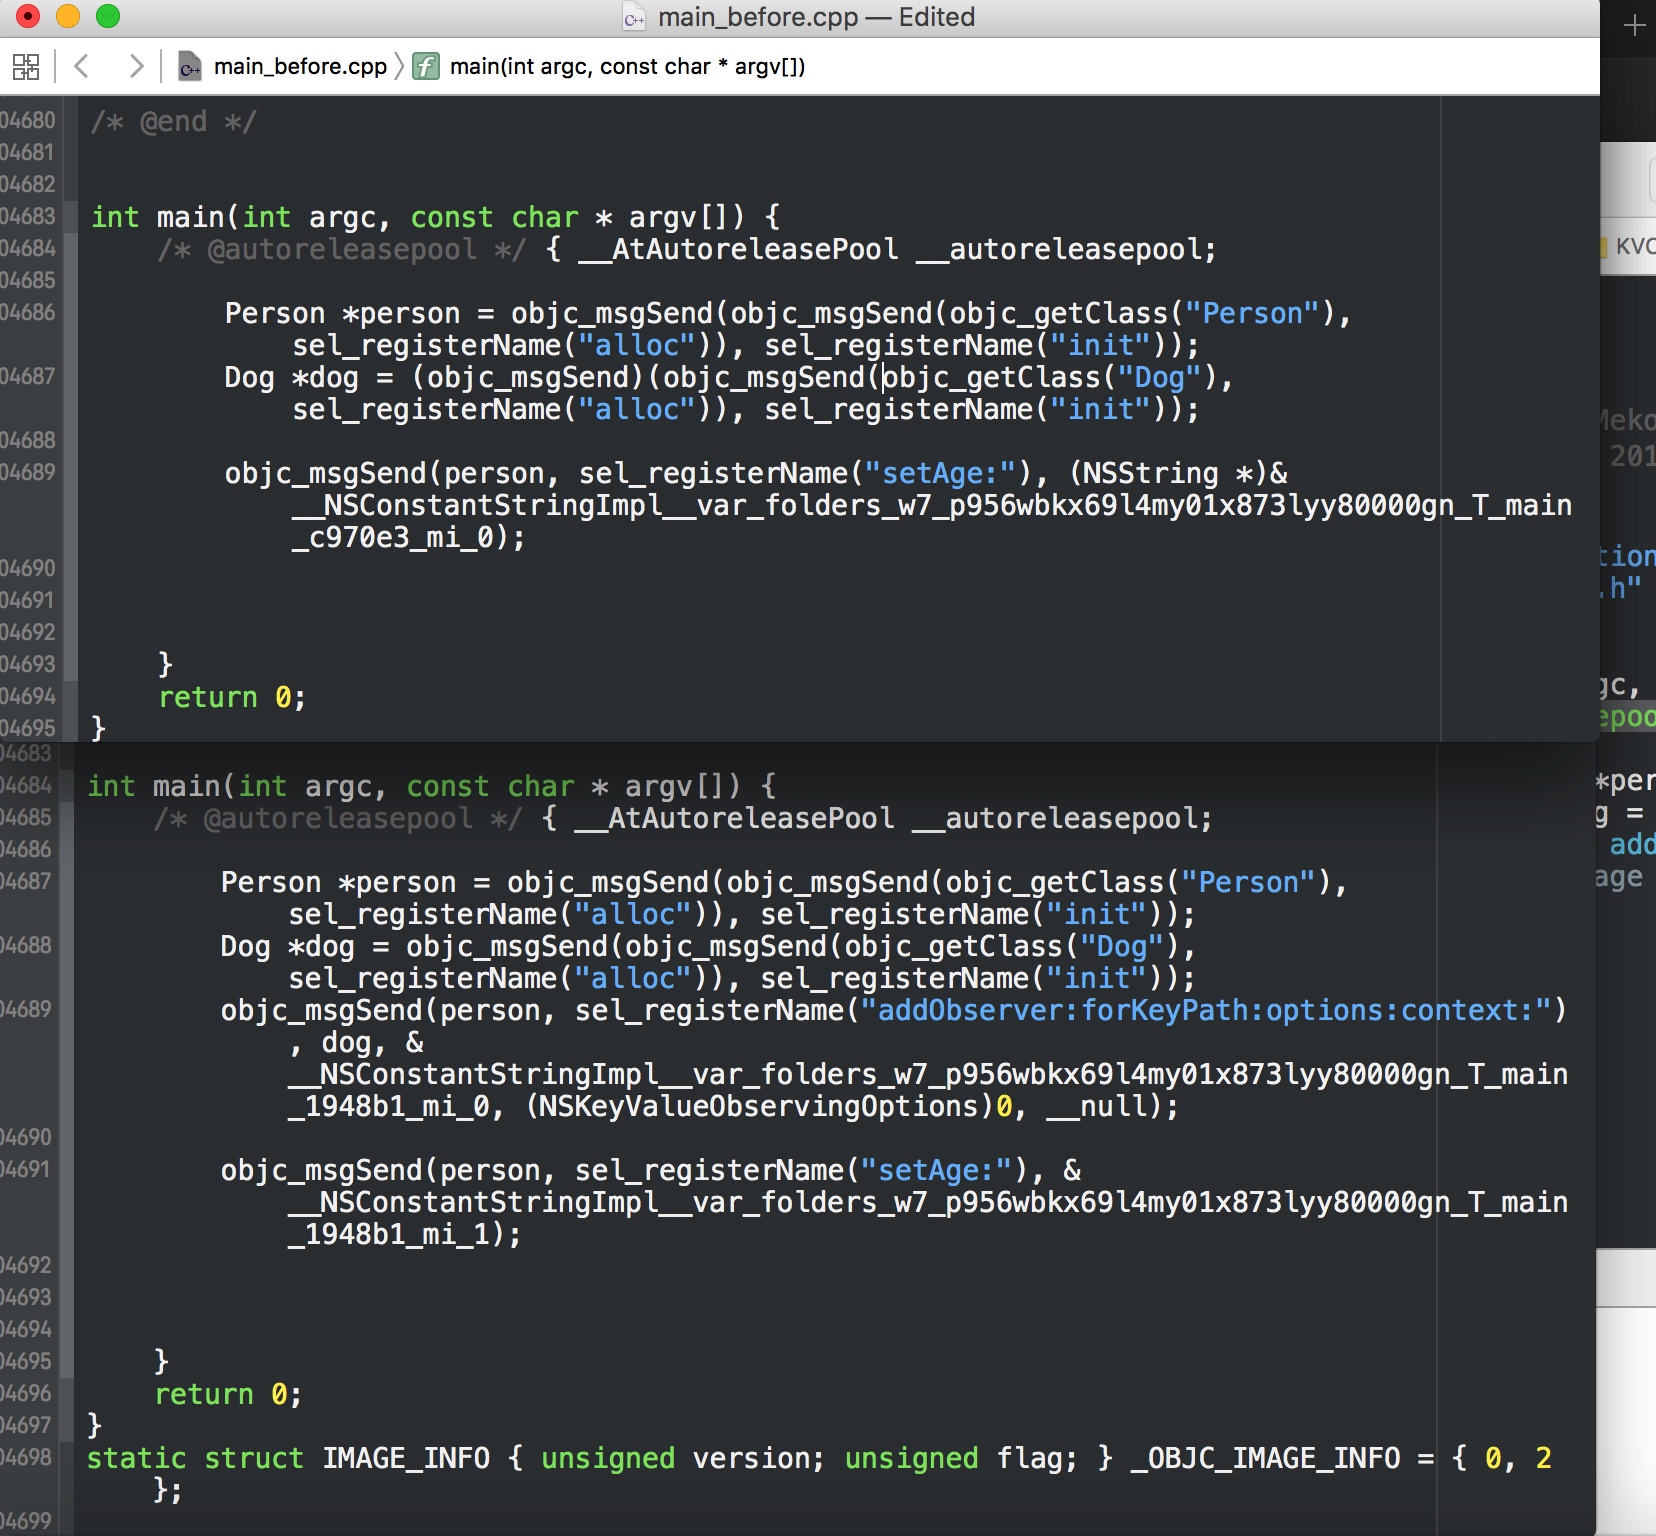 main_before.cpp — Edited
main_before.cpp
main(int argc, const char * argv[])
04680 /* @end */
04681
04682
04683 int main(int argc, const char * argv[]) {
04684 /* @autoreleasepool */ { __AtAutoreleasePool __autoreleasepool;
04685
04686 Person *person = objc_msgSend(objc_msgSend(objc_getClass("Person"),
sel_registerName("alloc")), sel_registerName("init"));
04687 Dog *dog = (objc_msgSend)(objc_msgSend(objc_getClass("Dog"),
sel_registerName("alloc")), sel_registerName("init"));
04688
04689 objc_msgSend(person, sel_registerName("setAge:"), (NSString *)&
__NSConstantStringImpl__var_folders_w7_p956wbkx69l4my01x873lyy80000gn_T_main
_c970e3_mi_0);
04690
04691
04692
04693 }
04694 return 0;
04695 }
04683
04684 int main(int argc, const char * argv[]) {
04685 /* @autoreleasepool */ { __AtAutoreleasePool __autoreleasepool;
04686
04687 Person *person = objc_msgSend(objc_msgSend(objc_getClass("Person"),
sel_registerName("alloc")), sel_registerName("init"));
04688 Dog *dog = objc_msgSend(objc_msgSend(objc_getClass("Dog"),
sel_registerName("alloc")), sel_registerName("init"));
04689 objc_msgSend(person, sel_registerName("addObserver:forKeyPath:options:context:")
, dog, &
__NSConstantStringImpl__var_folders_w7_p956wbkx69l4my01x873lyy80000gn_T_main
_1948b1_mi_0, (NSKeyValueObservingOptions)0, __null);
04690
04691 objc_msgSend(person, sel_registerName("setAge:"), &
__NSConstantStringImpl__var_folders_w7_p956wbkx69l4my01x873lyy80000gn_T_main
_1948b1_mi_1);
04692
04693
04694
04695 }
04696 return 0;
04697 }
04698 static struct IMAGE_INFO { unsigned version; unsigned flag; } _OBJC_IMAGE_INFO = { 0, 2
};
04699
KVO
201
tion
.h"
gc,
*per
g =
add
age